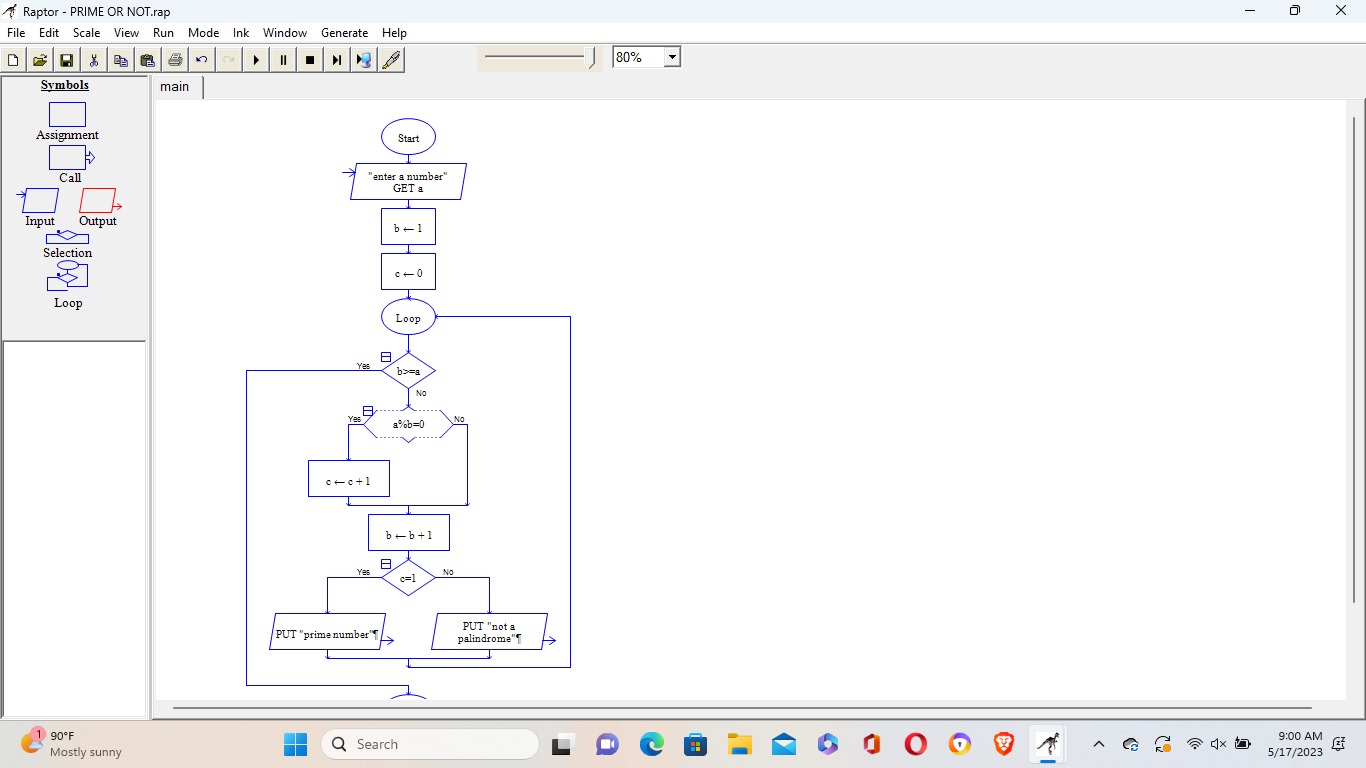 Raptor - PRIME OR NOT.rap
File Edit Scale View Run Mode Ink Window Generate Help
80%
Symbols
Assignment
Call
Input Output
Selection
Loop
main
Start
"enter a number"
GET a
b ← 1
c ← 0
Loop
Yes
b>=a
No
Yes
a%b=0
No
c ← c + 1
b ← b + 1
Yes
c=1
No
PUT "prime number"¶
PUT "not a
palindrome"¶
1
90°F
Mostly sunny
Search
9:00 AM
5/17/2023